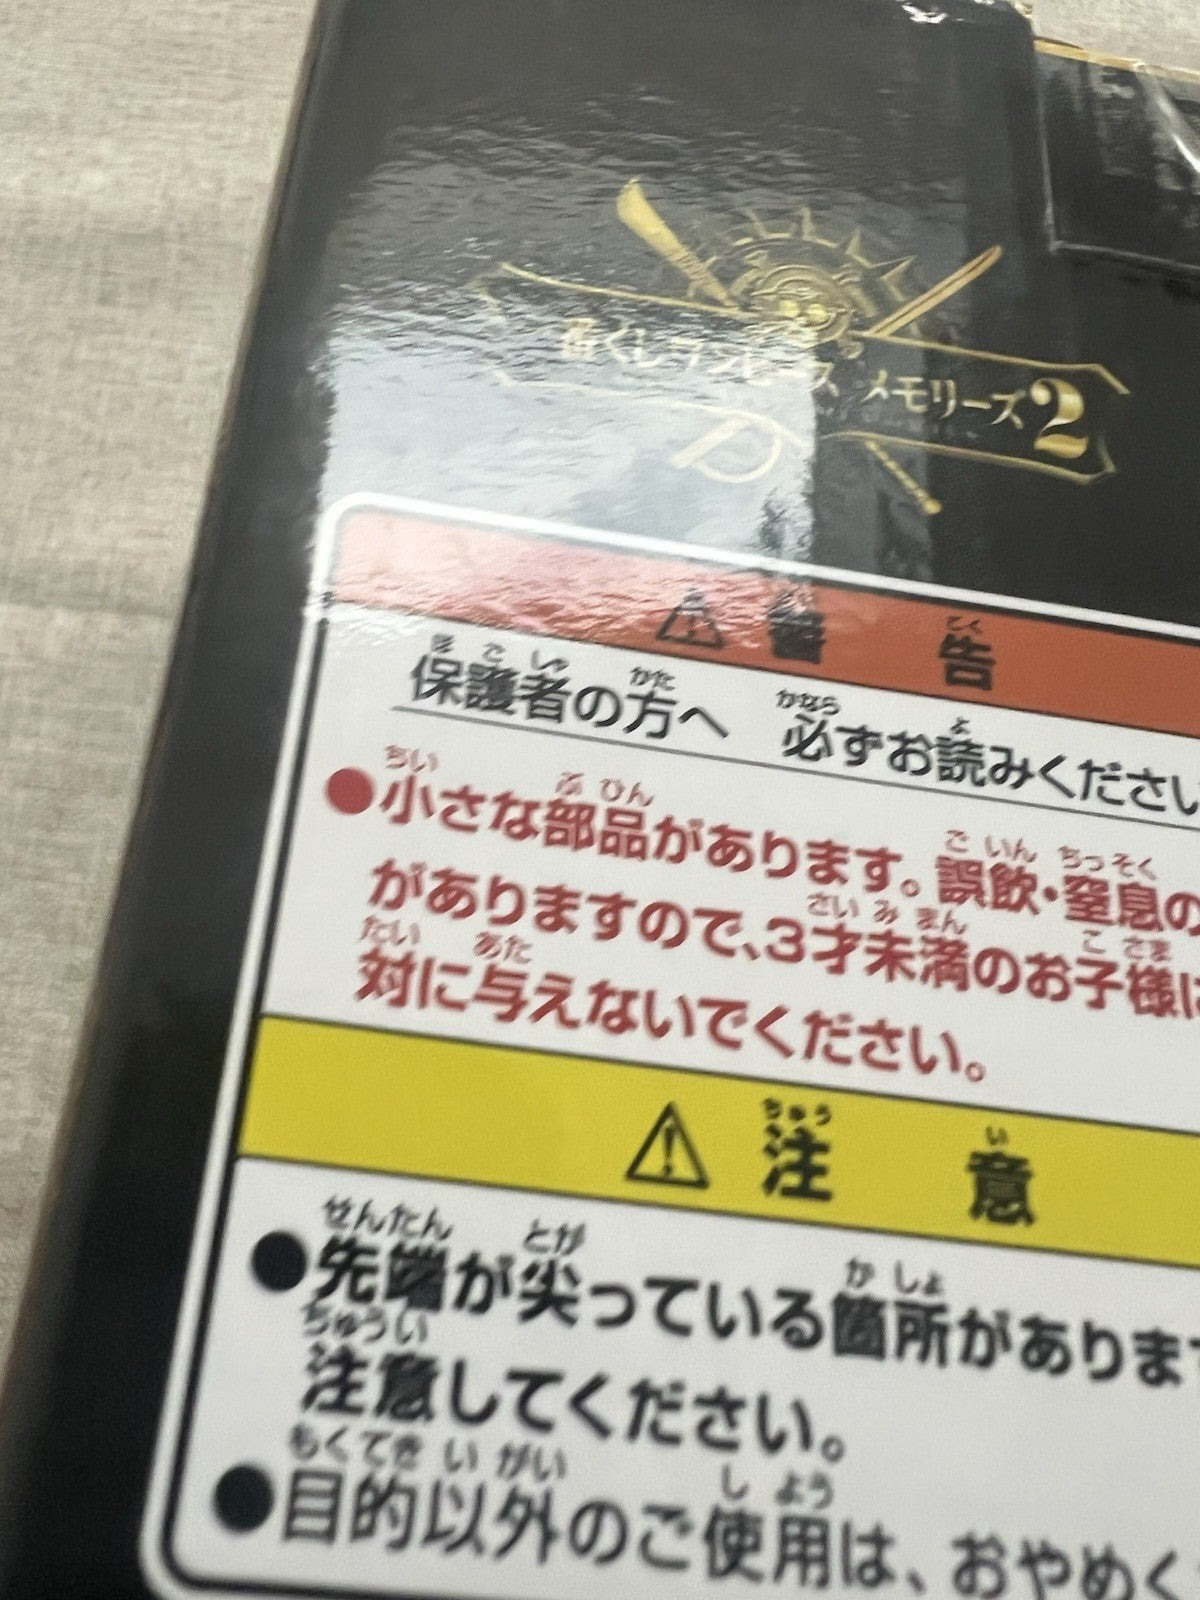 メモリーズ2
⚠ 警告
保護者の方へ 必ずお読みください
●小さな部品があります。誤飲・窒息の
がありますので、3才未満のお子様に
対に与えないでください。
⚠ 注意
●先端が尖っている箇所がありま
注意してください。
●目的以外のご使用は、おやめく